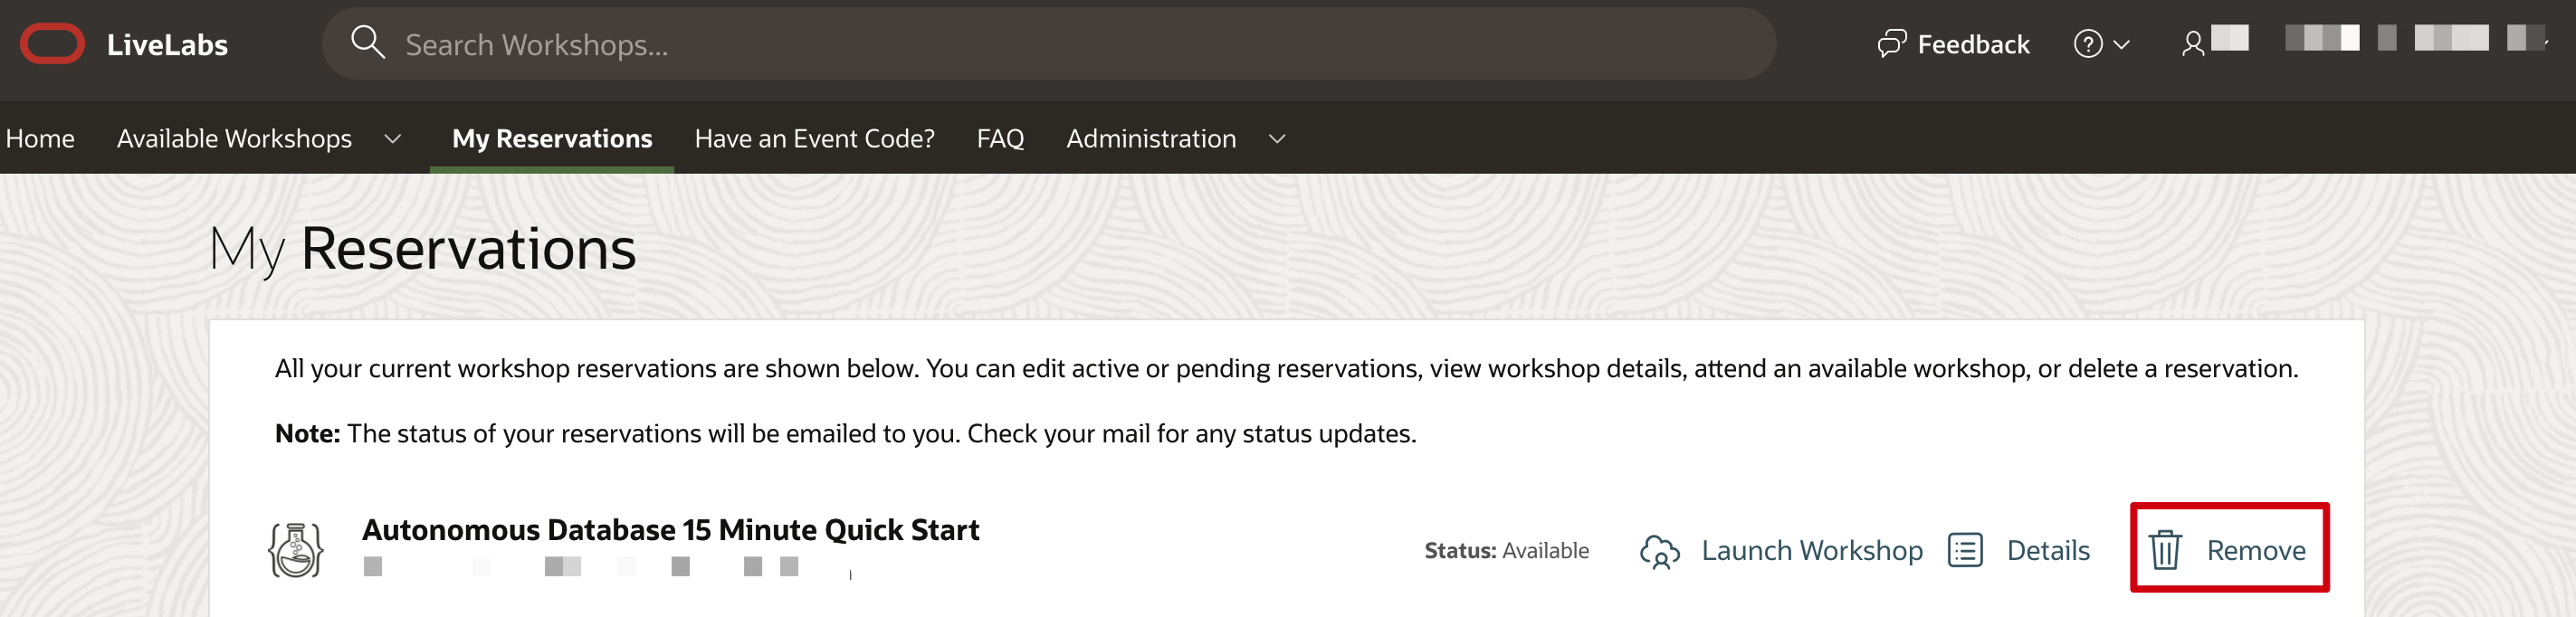 LiveLabs
Search Workshops...
Feedback
Home Available Workshops My Reservations Have an Event Code? FAQ Administration
My Reservations
All your current workshop reservations are shown below. You can edit active or pending reservations, view workshop details, attend an available workshop, or delete a reservation.
Note: The status of your reservations will be emailed to you. Check your mail for any status updates.
Autonomous Database 15 Minute Quick Start
Status: Available Launch Workshop Details Remove